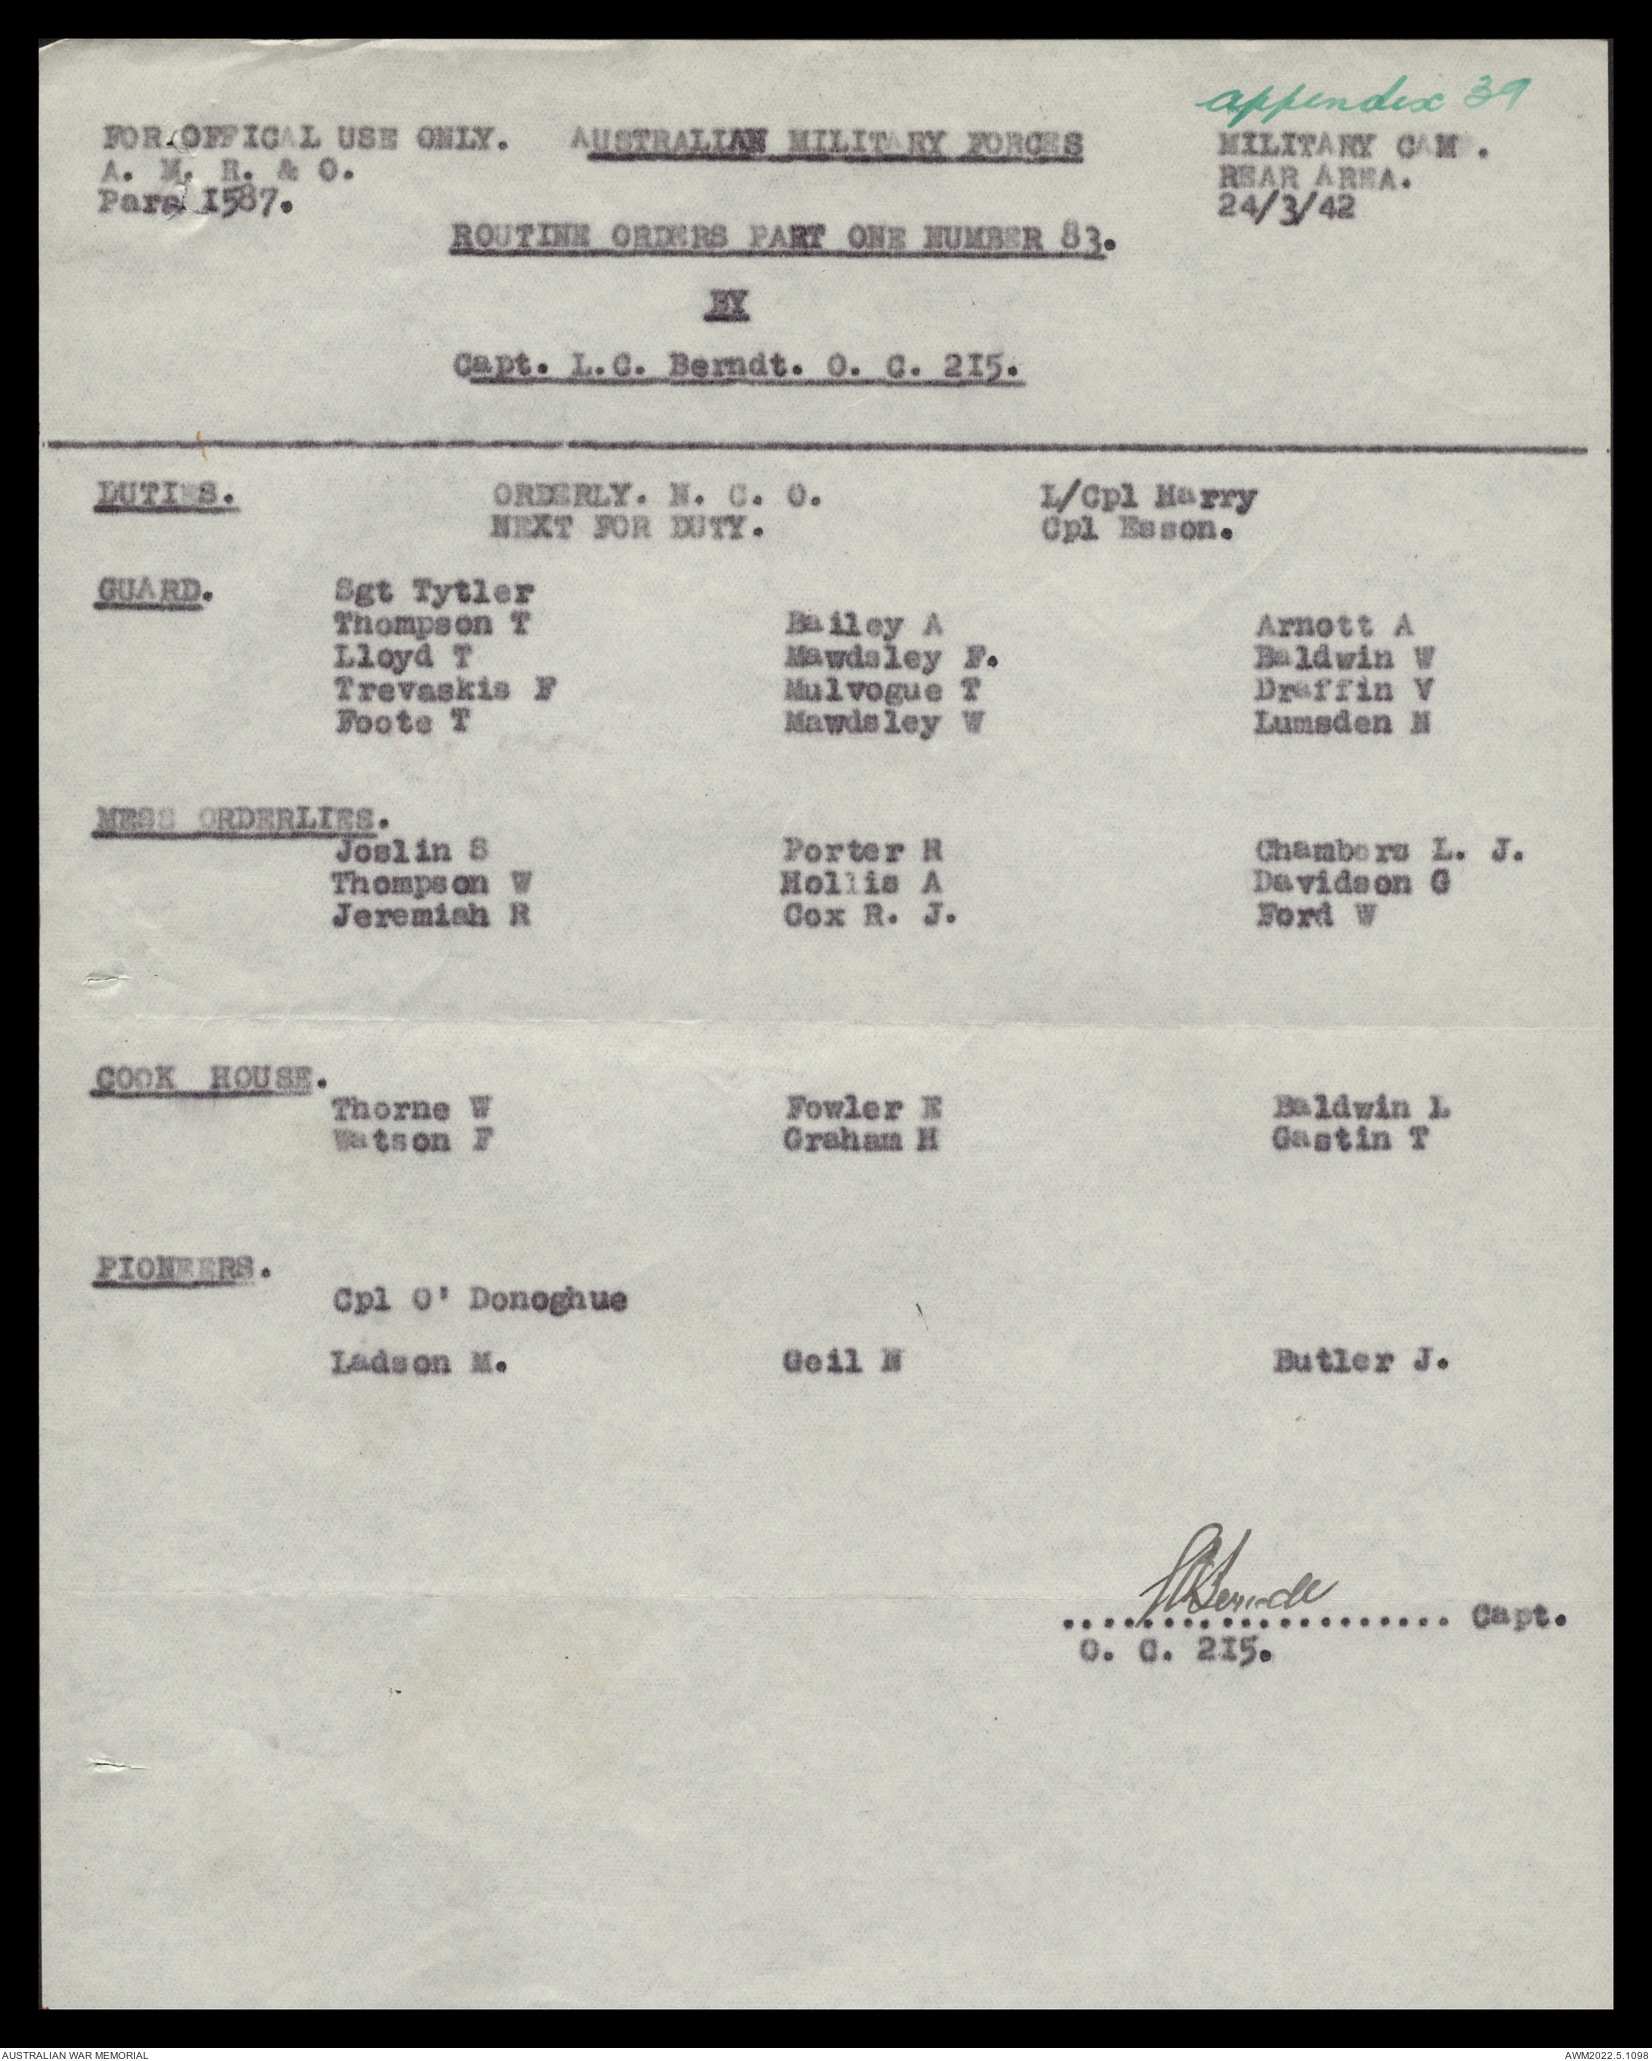 appendix 39
FOR OFFICAL USE ONLY. AUSTRALIAN MILITARY FORCES MILITARY CAMP.
A. M. R. & O. REAR AREA.
Para 1587. 24/3/42
ROUTINE ORDERS PART ONE NUMBER 83.
BY
Capt. L.C. Berndt. O. C. 215.
DUTIES. ORDERLY. N. C. O. L/Cpl Harry
NEXT FOR DUTY. Cpl Esson.
GUARD. Sgt Tytler
Thompson T Bailey A Arnott A
Lloyd T Mawdsley F. Baldwin W
Trevaskis F Mulvogue T Draffin V
Foote T Mawdsley W Lumsden N
MESS ORDERLIES.
Joslin S Porter H Chambers L. J.
Thompson W Hollis A Davidson G
Jeremiah R Cox R. J. Ford W
COOK HOUSE.
Thorne W Fowler E Baldwin L
Watson F Graham H Gastin T
PIONEERS.
Cpl O' Donoghue
Ladson M. Geil N Butler J.
LCBerndt
.................... Capt.
O. C. 215.
AUSTRALIAN WAR MEMORIAL AWM2022.5.1098